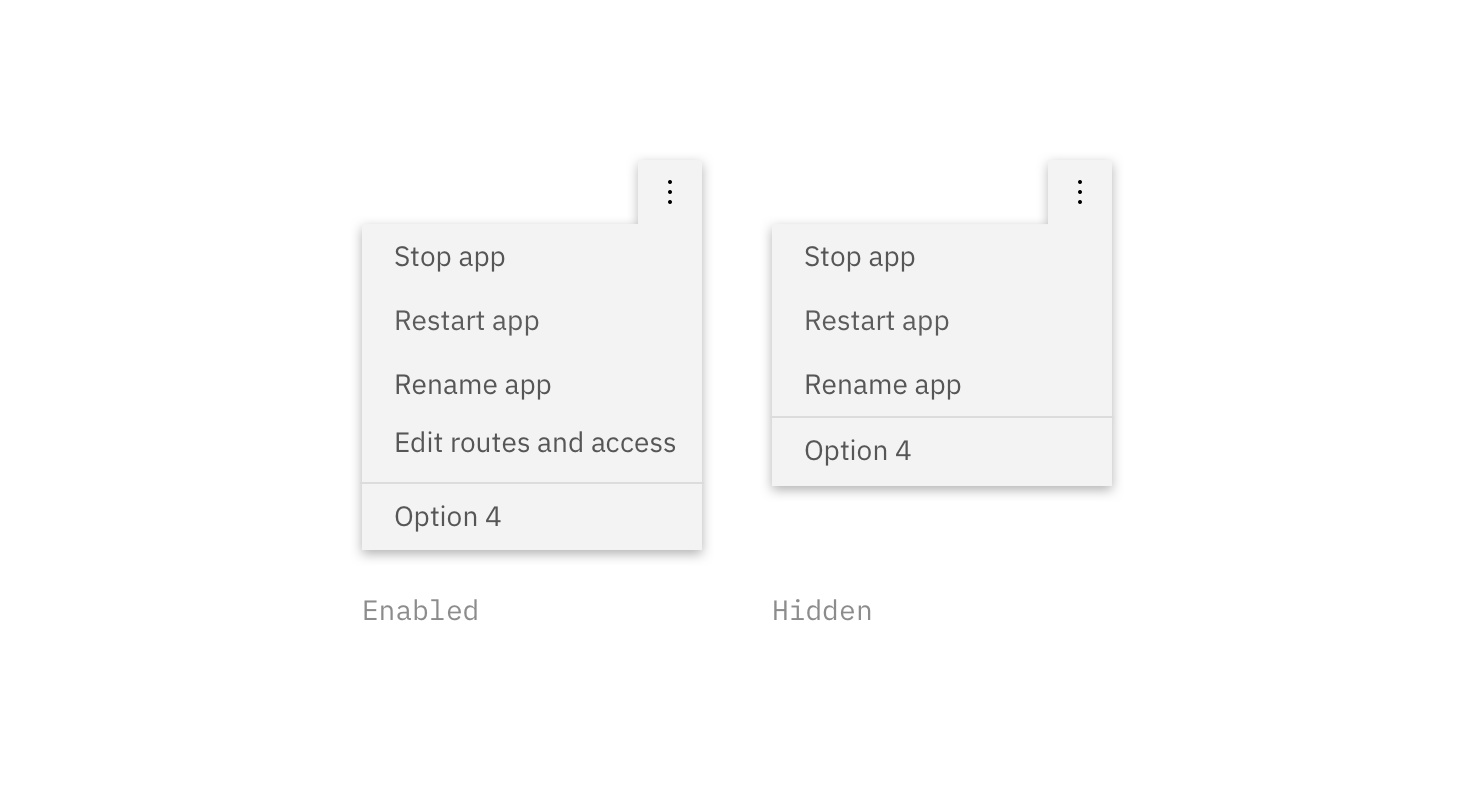 Stop app
Restart app
Rename app
Edit routes and access
Option 4
Enabled
Stop app
Restart app
Rename app
Option 4
Hidden